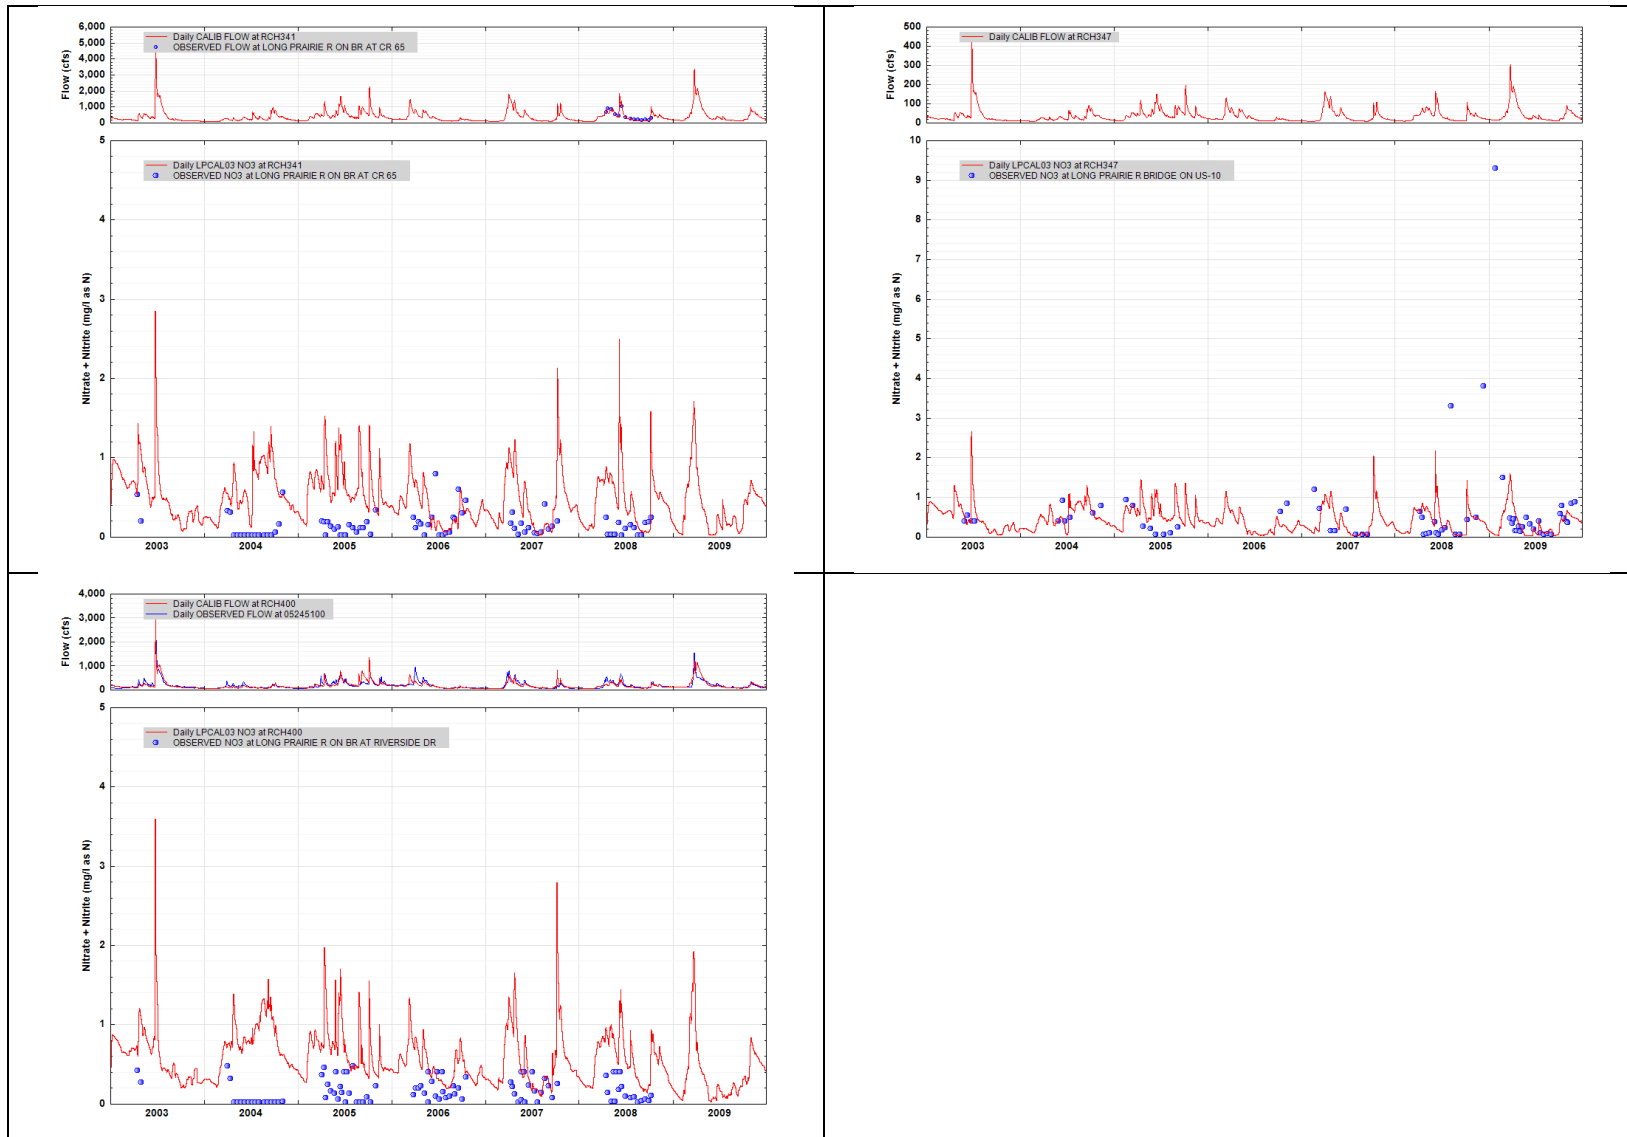 6,000
5,000
4,000
3,000
2,000
1,000
0
Flow (cfs)
Daily CALIB FLOW at RCH341
OBSERVED FLOW at LONG PRAIRIE R ON BR AT CR 65
5
4
3
2
1
0
Nitrate + Nitrite (mg/l as N)
Daily LPCAL03 NO3 at RCH341
OBSERVED NO3 at LONG PRAIRIE R ON BR AT CR 65
2003 2004 2005 2006 2007 2008 2009
500
400
300
200
100
0
Flow (cfs)
Daily CALIB FLOW at RCH347
10
9
8
7
6
5
4
3
2
1
0
Nitrate + Nitrite (mg/l as N)
Daily LPCAL03 NO3 at RCH347
OBSERVED NO3 at LONG PRAIRIE R BRIDGE ON US-10
2003 2004 2005 2006 2007 2008 2009
4,000
3,000
2,000
1,000
0
Flow (cfs)
Daily CALIB FLOW at RCH400
Daily OBSERVED FLOW at 05245100
5
4
3
2
1
0
Nitrate + Nitrite (mg/l as N)
Daily LPCAL03 NO3 at RCH400
OBSERVED NO3 at LONG PRAIRIE R ON BR AT RIVERSIDE DR
2003 2004 2005 2006 2007 2008 2009